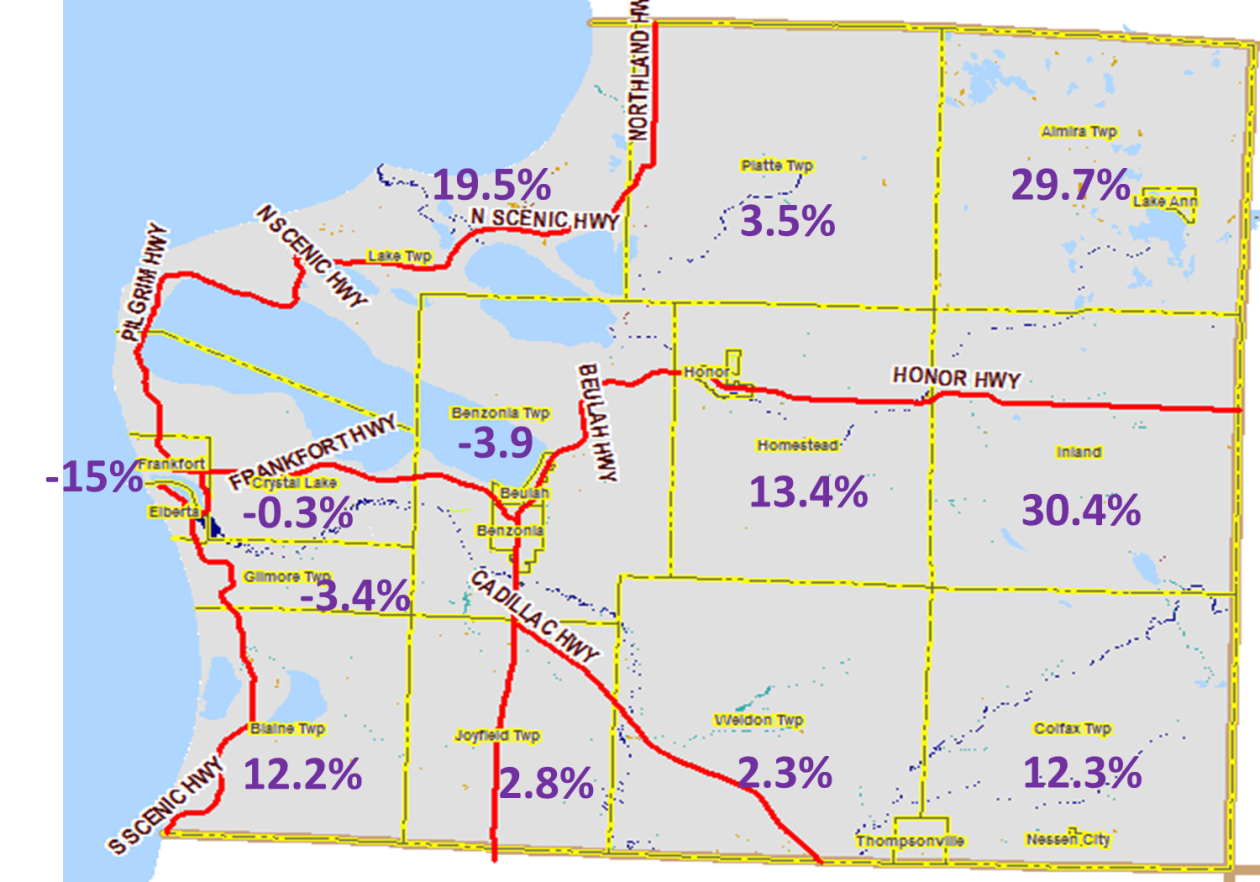 NORTHLAND HW
Almira Twp
Platte Twp
29.7%
Lake Ann
19.5%
3.5%
N SCENIC HWY
N SCENIC HWY
Lake Twp
PILGRIM HWY
Honor
HONOR HWY
BEULAH HWY
Benzonia Twp
-3.9
FRANKFORT HWY
Homestead
Inland
-15%
Frankfort
Crystal Lake
-0.3%
Elberta
Beulah
13.4%
30.4%
Benzonia
Gilmore Twp
-3.4%
CADILLAC HWY
Blaine Twp
12.2%
Joyfield Twp
2.8%
Weldon Twp
2.3%
Colfax Twp
12.3%
S SCENIC HWY
Thompsonville
Nessen City